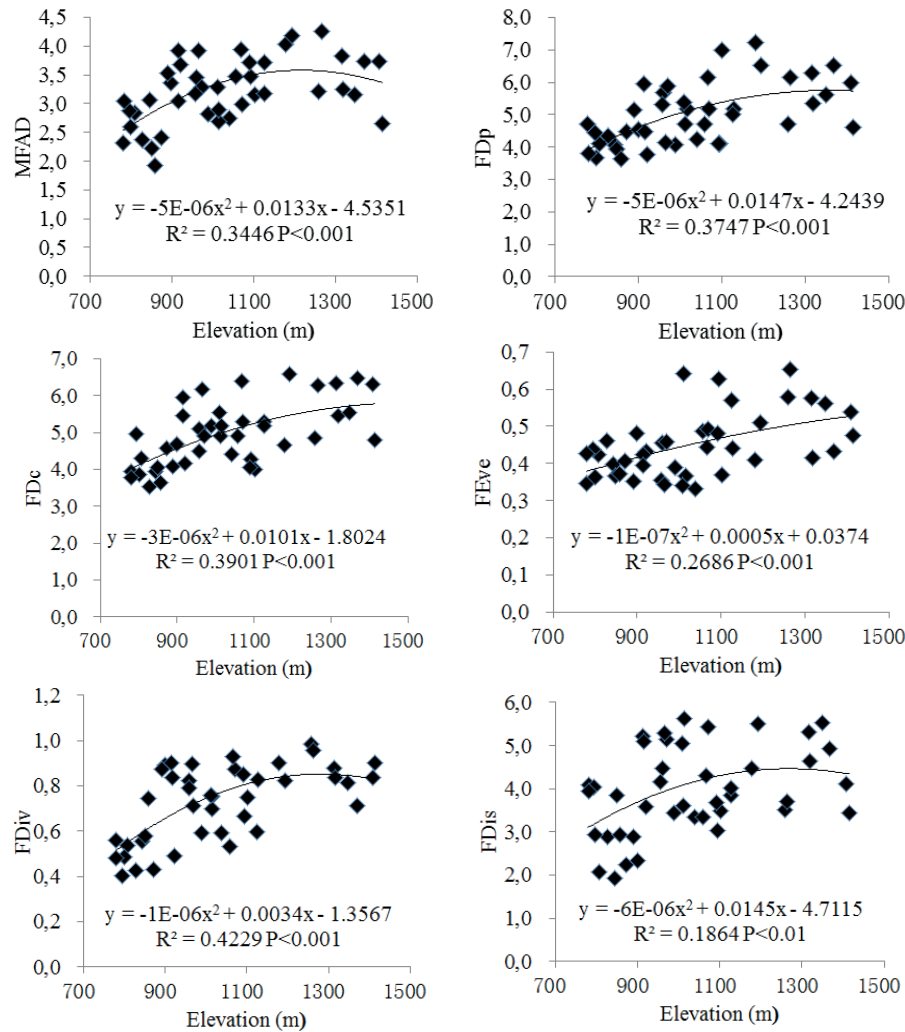 4,5
4,0
3,5
3,0
2,5
2,0
1,5
1,0
0,5
0,0
MFAD
y = -5E-06x² + 0.0133x - 4.5351
R² = 0.3446 P<0.001
700 900 1100 1300 1500
Elevation (m)
8,0
7,0
6,0
5,0
4,0
3,0
2,0
1,0
0,0
FDp
y = -5E-06x² + 0.0147x - 4.2439
R² = 0.3747 P<0.001
700 900 1100 1300 1500
Elevation (m)
7,0
6,0
5,0
4,0
3,0
2,0
1,0
0,0
FDc
y = -3E-06x² + 0.0101x - 1.8024
R² = 0.3901 P<0.001
700 900 1100 1300 1500
Elevation (m)
0,7
0,6
0,5
0,4
0,3
0,2
0,1
0,0
FEve
y = -1E-07x² + 0.0005x + 0.0374
R² = 0.2686 P<0.001
700 900 1100 1300 1500
Elevation (m)
1,2
1,0
0,8
0,6
0,4
0,2
0,0
FDiv
y = -1E-06x² + 0.0034x - 1.3567
R² = 0.4229 P<0.001
700 900 1100 1300 1500
Elevation (m)
6,0
5,0
4,0
3,0
2,0
1,0
0,0
FDis
y = -6E-06x² + 0.0145x - 4.7115
R² = 0.1864 P<0.01
700 900 1100 1300 1500
Elevation (m)